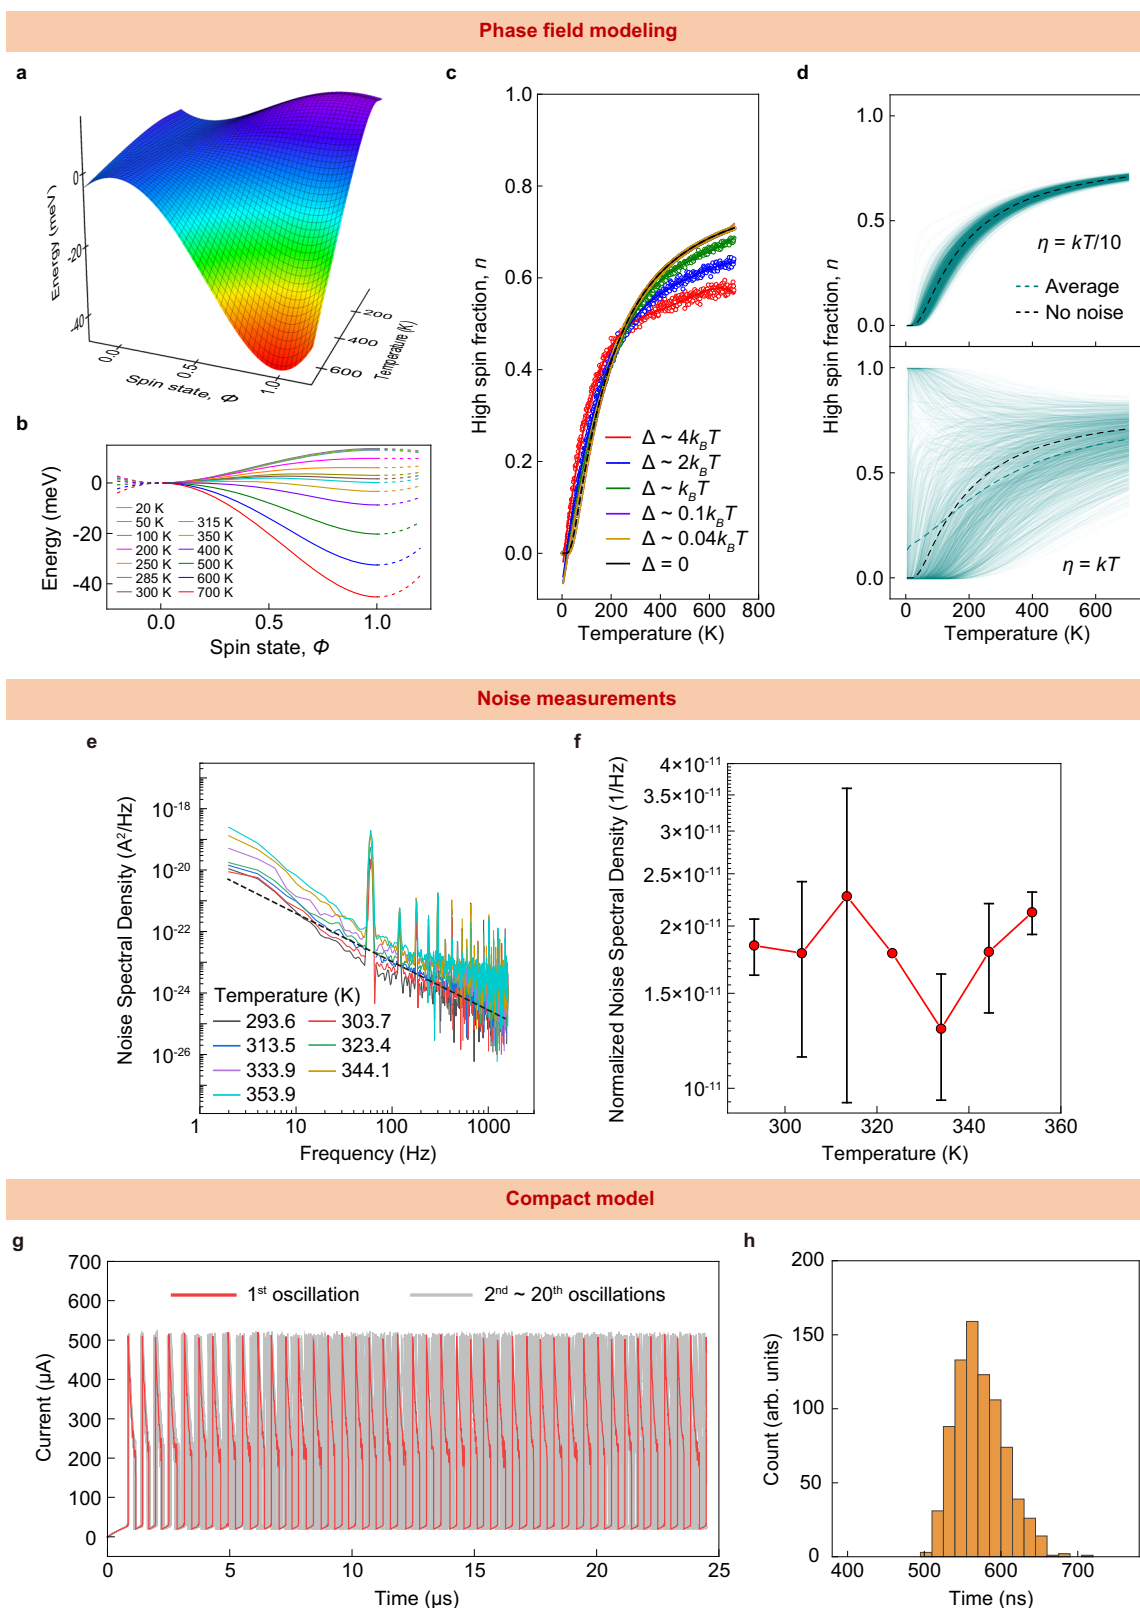 Phase field modeling
a
Energy (meV)
0
-20
-40
0.0
0.5
1.0
Spin state, Φ
200
400
600
Temperature (K)
b
Energy (meV)
0
-20
-40
20 K
50 K
100 K
200 K
250 K
285 K
300 K
315 K
350 K
400 K
500 K
600 K
700 K
0.0 0.5 1.0
Spin state, Φ
c
High spin fraction, n
1.0
0.8
0.6
0.4
0.2
0.0
Δ ~ 4k_BT
Δ ~ 2k_BT
Δ ~ k_BT
Δ ~ 0.1k_BT
Δ ~ 0.04k_BT
Δ = 0
0 200 400 600 800
Temperature (K)
d
High spin fraction, n
1.0
0.5
0.0
η = kT/10
Average
No noise
1.0
0.5
0.0
η = kT
0 200 400 600
Temperature (K)
Noise measurements
e
Noise Spectral Density (A²/Hz)
10⁻¹⁸
10⁻²⁰
10⁻²²
10⁻²⁴
10⁻²⁶
Temperature (K)
293.6 303.7
313.5 323.4
333.9 344.1
353.9
1 10 100 1000
Frequency (Hz)
f
Normalized Noise Spectral Density (1/Hz)
4×10⁻¹¹
3.5×10⁻¹¹
3×10⁻¹¹
2.5×10⁻¹¹
2×10⁻¹¹
1.5×10⁻¹¹
10⁻¹¹
300 320 340 360
Temperature (K)
Compact model
g
Current (µA)
700
600
500
400
300
200
100
0
1st oscillation
2nd ~ 20th oscillations
0 5 10 15 20 25
Time (µs)
h
Count (arb. units)
200
150
100
50
0
400 500 600 700
Time (ns)